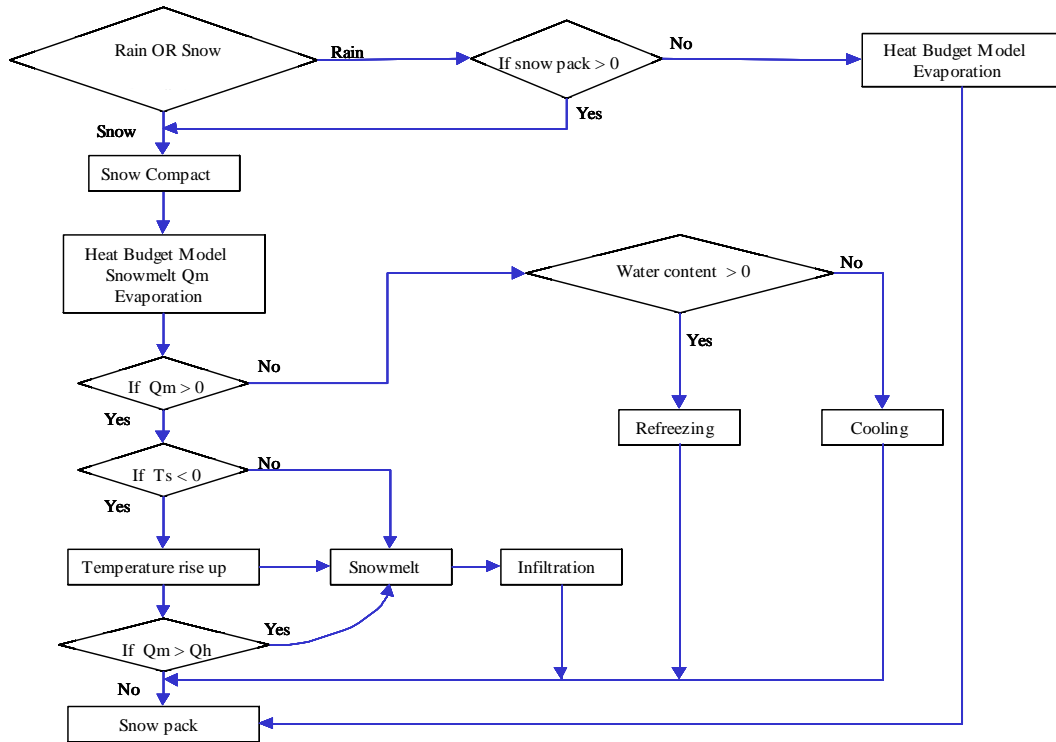 Rain OR Snow
Rain
If snow pack > 0
No
Heat Budget Model
Evaporation
Yes
Snow
Snow Compact
Heat Budget Model
Snowmelt Qm
Evaporation
Water content > 0
No
Yes
No
If Qm > 0
Yes
Refreezing
Cooling
If Ts < 0
No
Yes
Temperature rise up
Snowmelt
Infiltration
Yes
If Qm > Qh
No
Snow pack